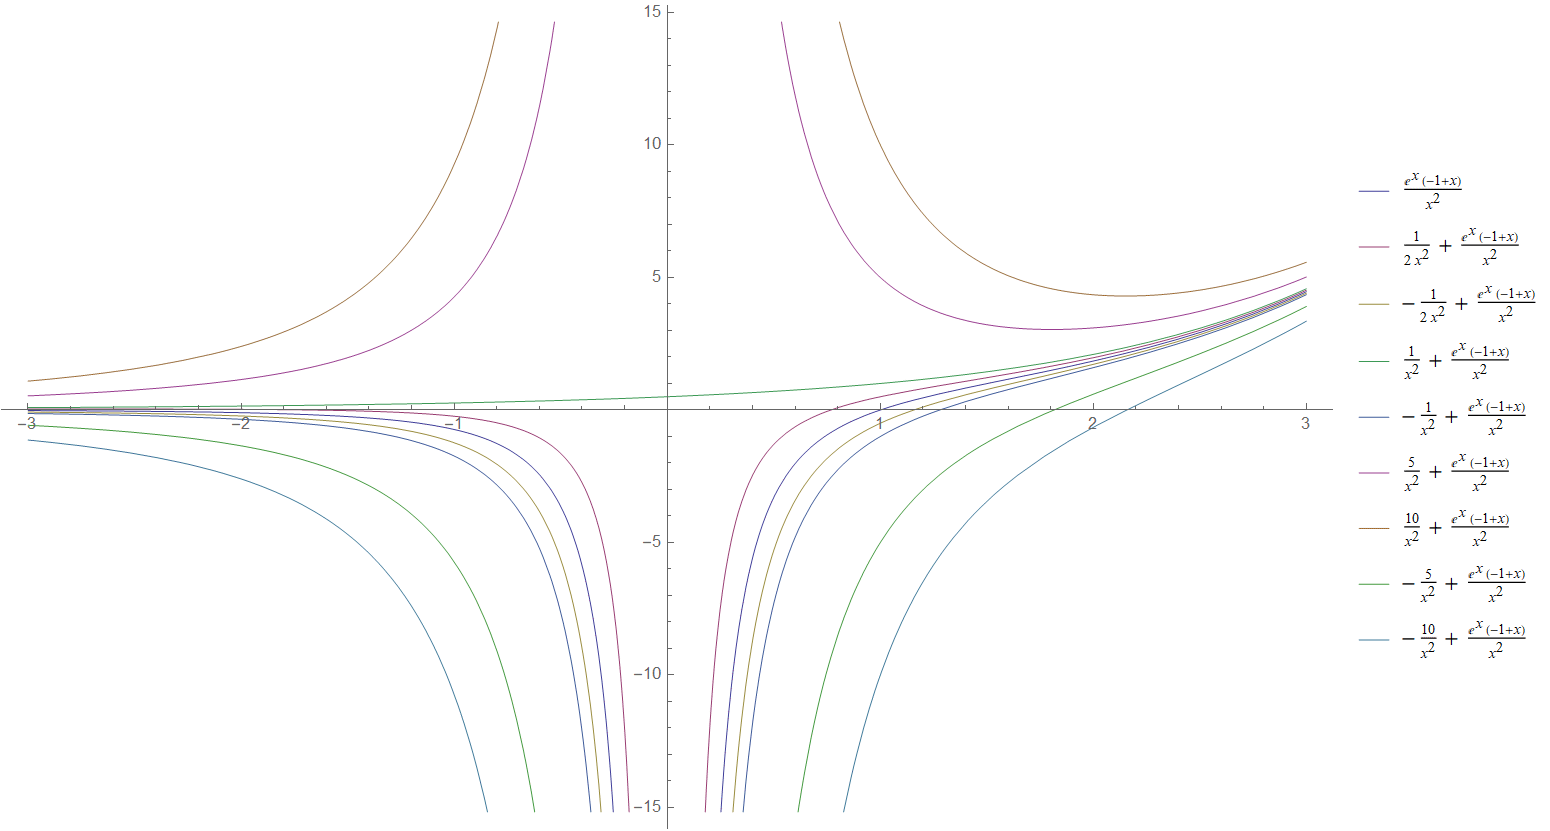 15
10
5
-3 -2 -1 1 2 3
-5
-10
-15
e^x (-1+x) / x^2
1 / 2 x^2 + e^x (-1+x) / x^2
- 1 / 2 x^2 + e^x (-1+x) / x^2
1 / x^2 + e^x (-1+x) / x^2
- 1 / x^2 + e^x (-1+x) / x^2
5 / x^2 + e^x (-1+x) / x^2
10 / x^2 + e^x (-1+x) / x^2
- 5 / x^2 + e^x (-1+x) / x^2
- 10 / x^2 + e^x (-1+x) / x^2